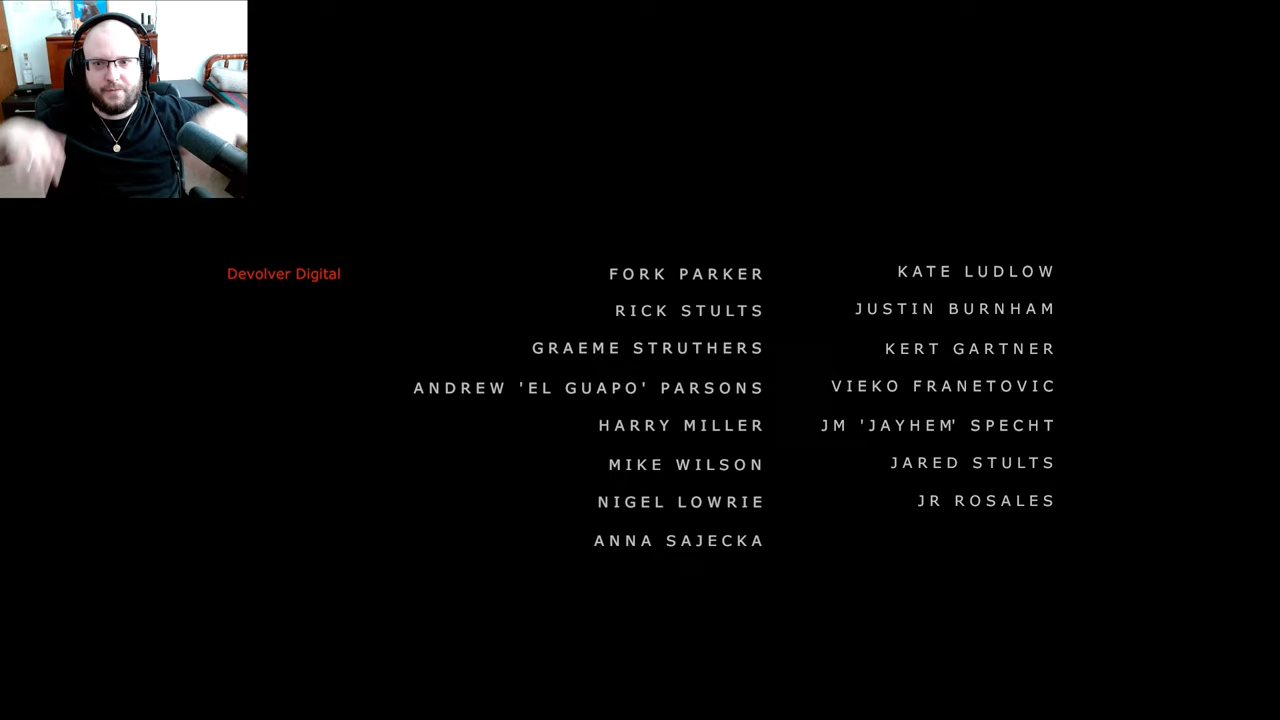 Devolver Digital
FORK PARKER
RICK STULTS
GRAEME STRUTHERS
ANDREW 'EL GUAPO' PARSONS
HARRY MILLER
MIKE WILSON
NIGEL LOWRIE
ANNA SAJECKA
KATE LUDLOW
JUSTIN BURNHAM
KERT GARTNER
VIEKO FRANETOVIC
JM 'JAYHEM' SPECHT
JARED STULTS
JR ROSALES